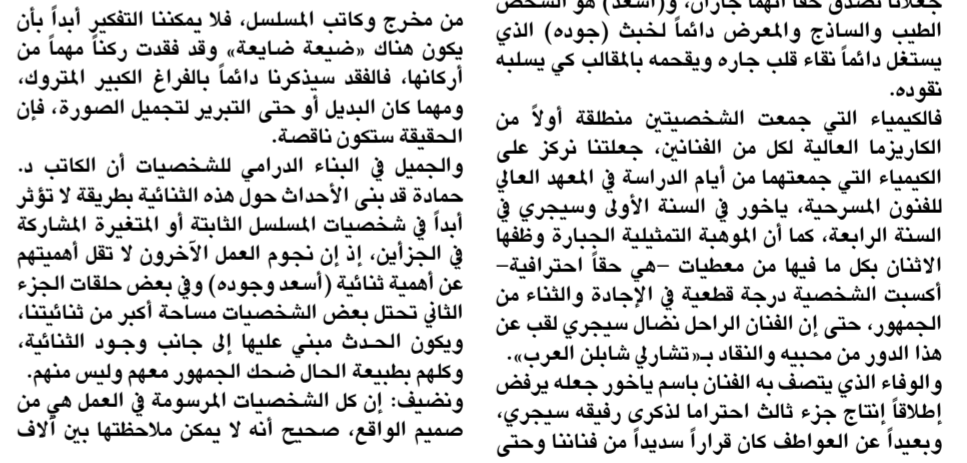 جعلانا نصدق حقاً أنهما جاران، و(أسعد) هو الشخص
الطيب والساذج والمعرض دائماً لخبث (جوده) الذي
يستغل دائماً نقاء قلب جاره ويقحمه بالمقالب كي يسلبه
نقوده.
فالكيمياء التي جمعت الشخصيتين منطلقة أولاً من
الكاريزما العالية لكل من الفنانين، جعلتنا نركز على
الكيمياء التي جمعتهما من أيام الدراسة في المعهد العالي
للفنون المسرحية، ياخور في السنة الأولى وسيجري في
السنة الرابعة، كما أن الموهبة التمثيلية الجبارة وظفها
الاثنان بكل ما فيها من معطيات –هي حقاً احترافية–
أكسبت الشخصية درجة قطعية في الإجادة والثناء من
الجمهور، حتى إن الفنان الراحل نضال سيجري لقب عن
هذا الدور من محبيه والنقاد بـ«تشارلي شابلن العرب».
والوفاء الذي يتصف به الفنان باسم ياخور جعله يرفض
إطلاقاً إنتاج جزء ثالث احتراما لذكرى رفيقه سيجري،
وبعيداً عن العواطف كان قراراً سديداً من فناننا وحتى
من مخرج وكاتب المسلسل، فلا يمكننا التفكير أبداً بأن
يكون هناك «ضيعة ضايعة» وقد فقدت ركناً مهماً من
أركانها، فالفقد سيذكرنا دائماً بالفراغ الكبير المتروك،
ومهما كان البديل أو حتى التبرير لتجميل الصورة، فإن
الحقيقة ستكون ناقصة.
والجميل في البناء الدرامي للشخصيات أن الكاتب د.
حمادة قد بنى الأحداث حول هذه الثنائية بطريقة لا تؤثر
أبداً في شخصيات المسلسل الثابتة أو المتغيرة المشاركة
في الجزأين، إذ إن نجوم العمل الآخرون لا تقل أهميتهم
عن أهمية ثنائية (أسعد وجوده) وفي بعض حلقات الجزء
الثاني تحتل بعض الشخصيات مساحة أكبر من ثنائيتنا،
ويكون الحدث مبني عليها إلى جانب وجود الثنائية،
وكلهم بطبيعة الحال ضحك الجمهور معهم وليس منهم.
ونضيف: إن كل الشخصيات المرسومة في العمل هي من
صميم الواقع، صحيح أنه لا يمكن ملاحظتها بين آلاف